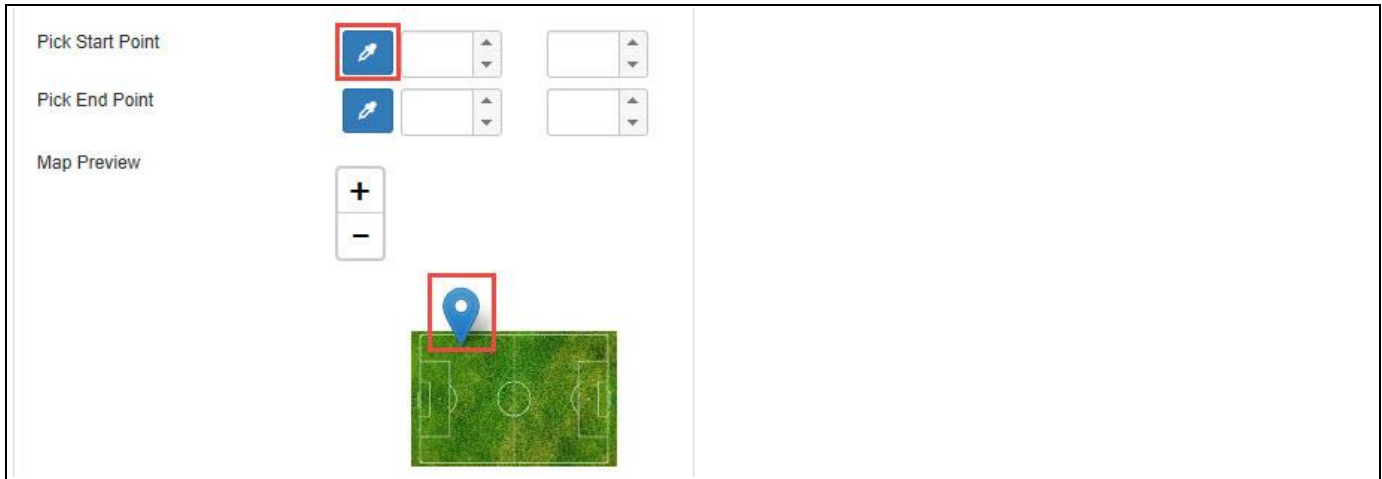 Pick Start Point
Pick End Point
Map Preview
+
−